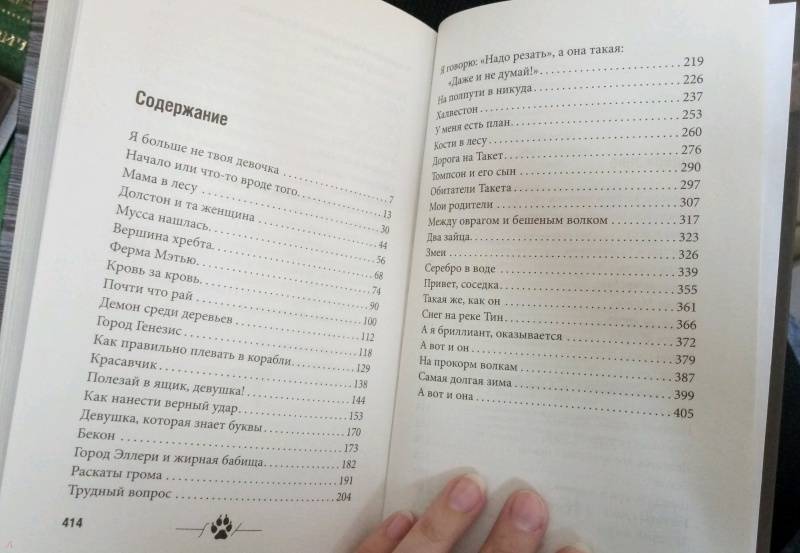 Содержание
Я больше не твоя девочка 7
Начало или что-то вроде того. 13
Мама в лесу 30
Долстон и та женщина 44
Мусса нашлась. 56
Вершина хребта. 68
Ферма Мэтью. 74
Кровь за кровь. 90
Почти что рай 100
Демон среди деревьев 112
Город Генезис 118
Как правильно плевать в корабли. 129
Красавчик 138
Полезай в ящик, девушка! 144
Как нанести верный удар. 153
Девушка, которая знает буквы 170
Бекон 173
Город Эллери и жирная бабища. 182
Раскаты грома 191
Трудный вопрос 204
414
Я говорю: «Надо резать», а она такая:
«Даже и не думай!» 219
На полпути в никуда 226
Халвестон 237
У меня есть план. 253
Кости в лесу 260
Дорога на Такет. 276
Томпсон и его сын 290
Обитатели Такета 297
Мои родители 307
Между оврагом и бешеным волком 317
Два зайца. 323
Змеи 326
Серебро в воде 339
Привет, соседка 355
Такая же, как он 361
Снег на реке Тин 366
А я бриллиант, оказывается 372
А вот и он 379
На прокорм волкам 387
Самая долгая зима 399
А вот и она 405